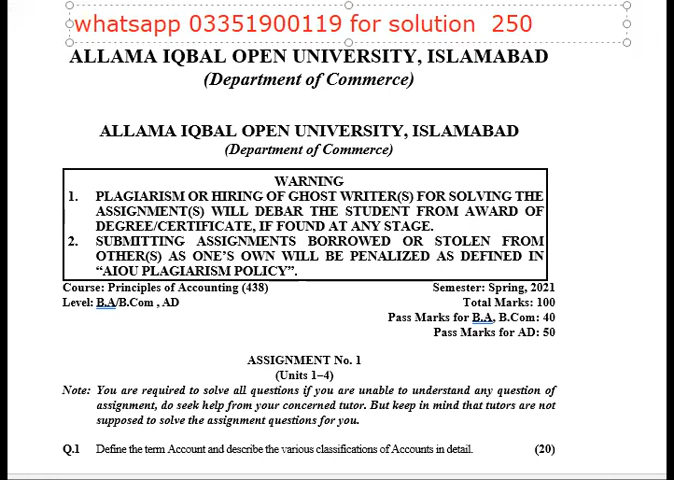 whatsapp 03351900119 for solution 250
ALLAMA IQBAL OPEN UNIVERSITY, ISLAMABAD
(Department of Commerce)
ALLAMA IQBAL OPEN UNIVERSITY, ISLAMABAD
(Department of Commerce)
WARNING
1. PLAGIARISM OR HIRING OF GHOST WRITER(S) FOR SOLVING THE
ASSIGNMENT(S) WILL DEBAR THE STUDENT FROM AWARD OF
DEGREE/CERTIFICATE, IF FOUND AT ANY STAGE.
2. SUBMITTING ASSIGNMENTS BORROWED OR STOLEN FROM
OTHER(S) AS ONE'S OWN WILL BE PENALIZED AS DEFINED IN
“AIOU PLAGIARISM POLICY”.
Course: Principles of Accounting (438) Semester: Spring, 2021
Level: B.A/B.Com , AD Total Marks: 100
Pass Marks for B.A, B.Com: 40
Pass Marks for AD: 50
ASSIGNMENT No. 1
(Units 1–4)
Note: You are required to solve all questions if you are unable to understand any question of
assignment, do seek help from your concerned tutor. But keep in mind that tutors are not
supposed to solve the assignment questions for you.
Q.1 Define the term Account and describe the various classifications of Accounts in detail. (20)